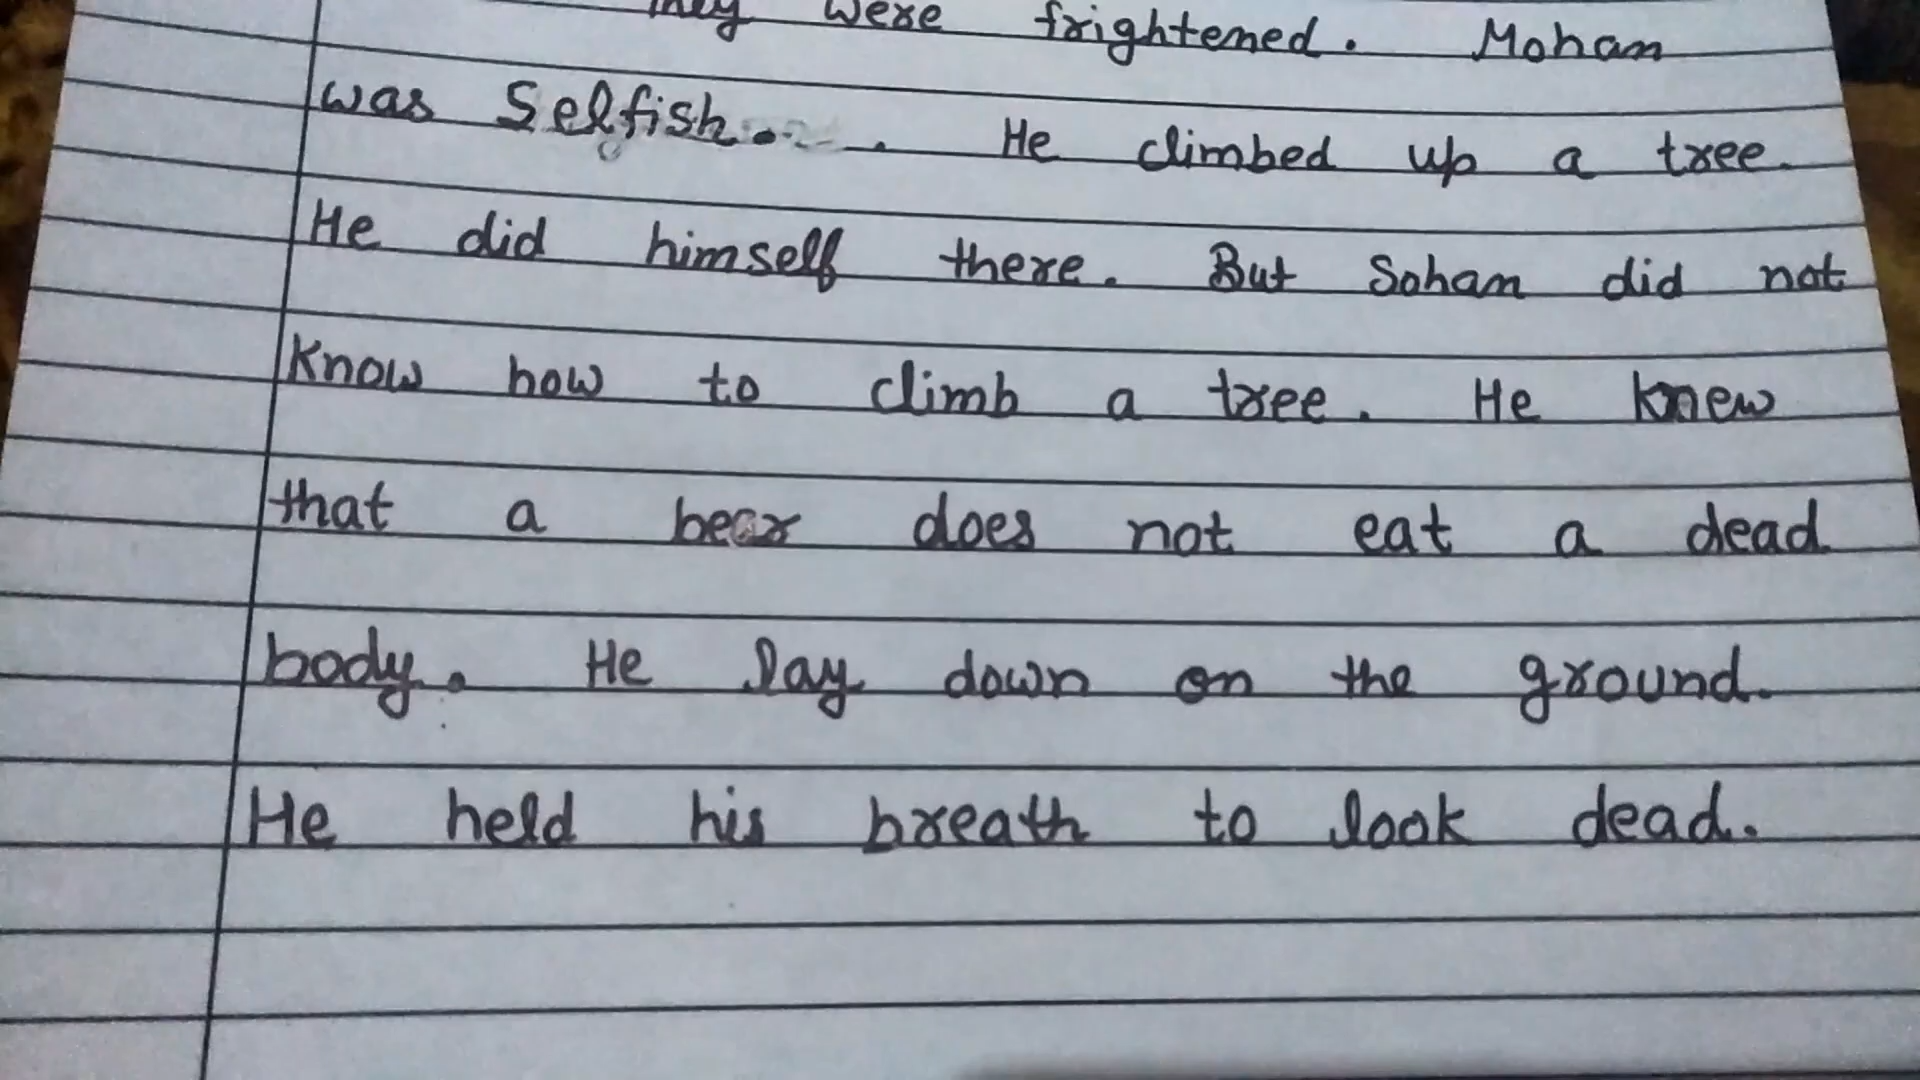 They were frightened. Mohan
was Selfish. . He climbed up a tree.
He did himself there. But Sohan did not
Know how to climb a tree. He knew
that a bear does not eat a dead
body. He lay down on the ground.
He held his breath to look dead.